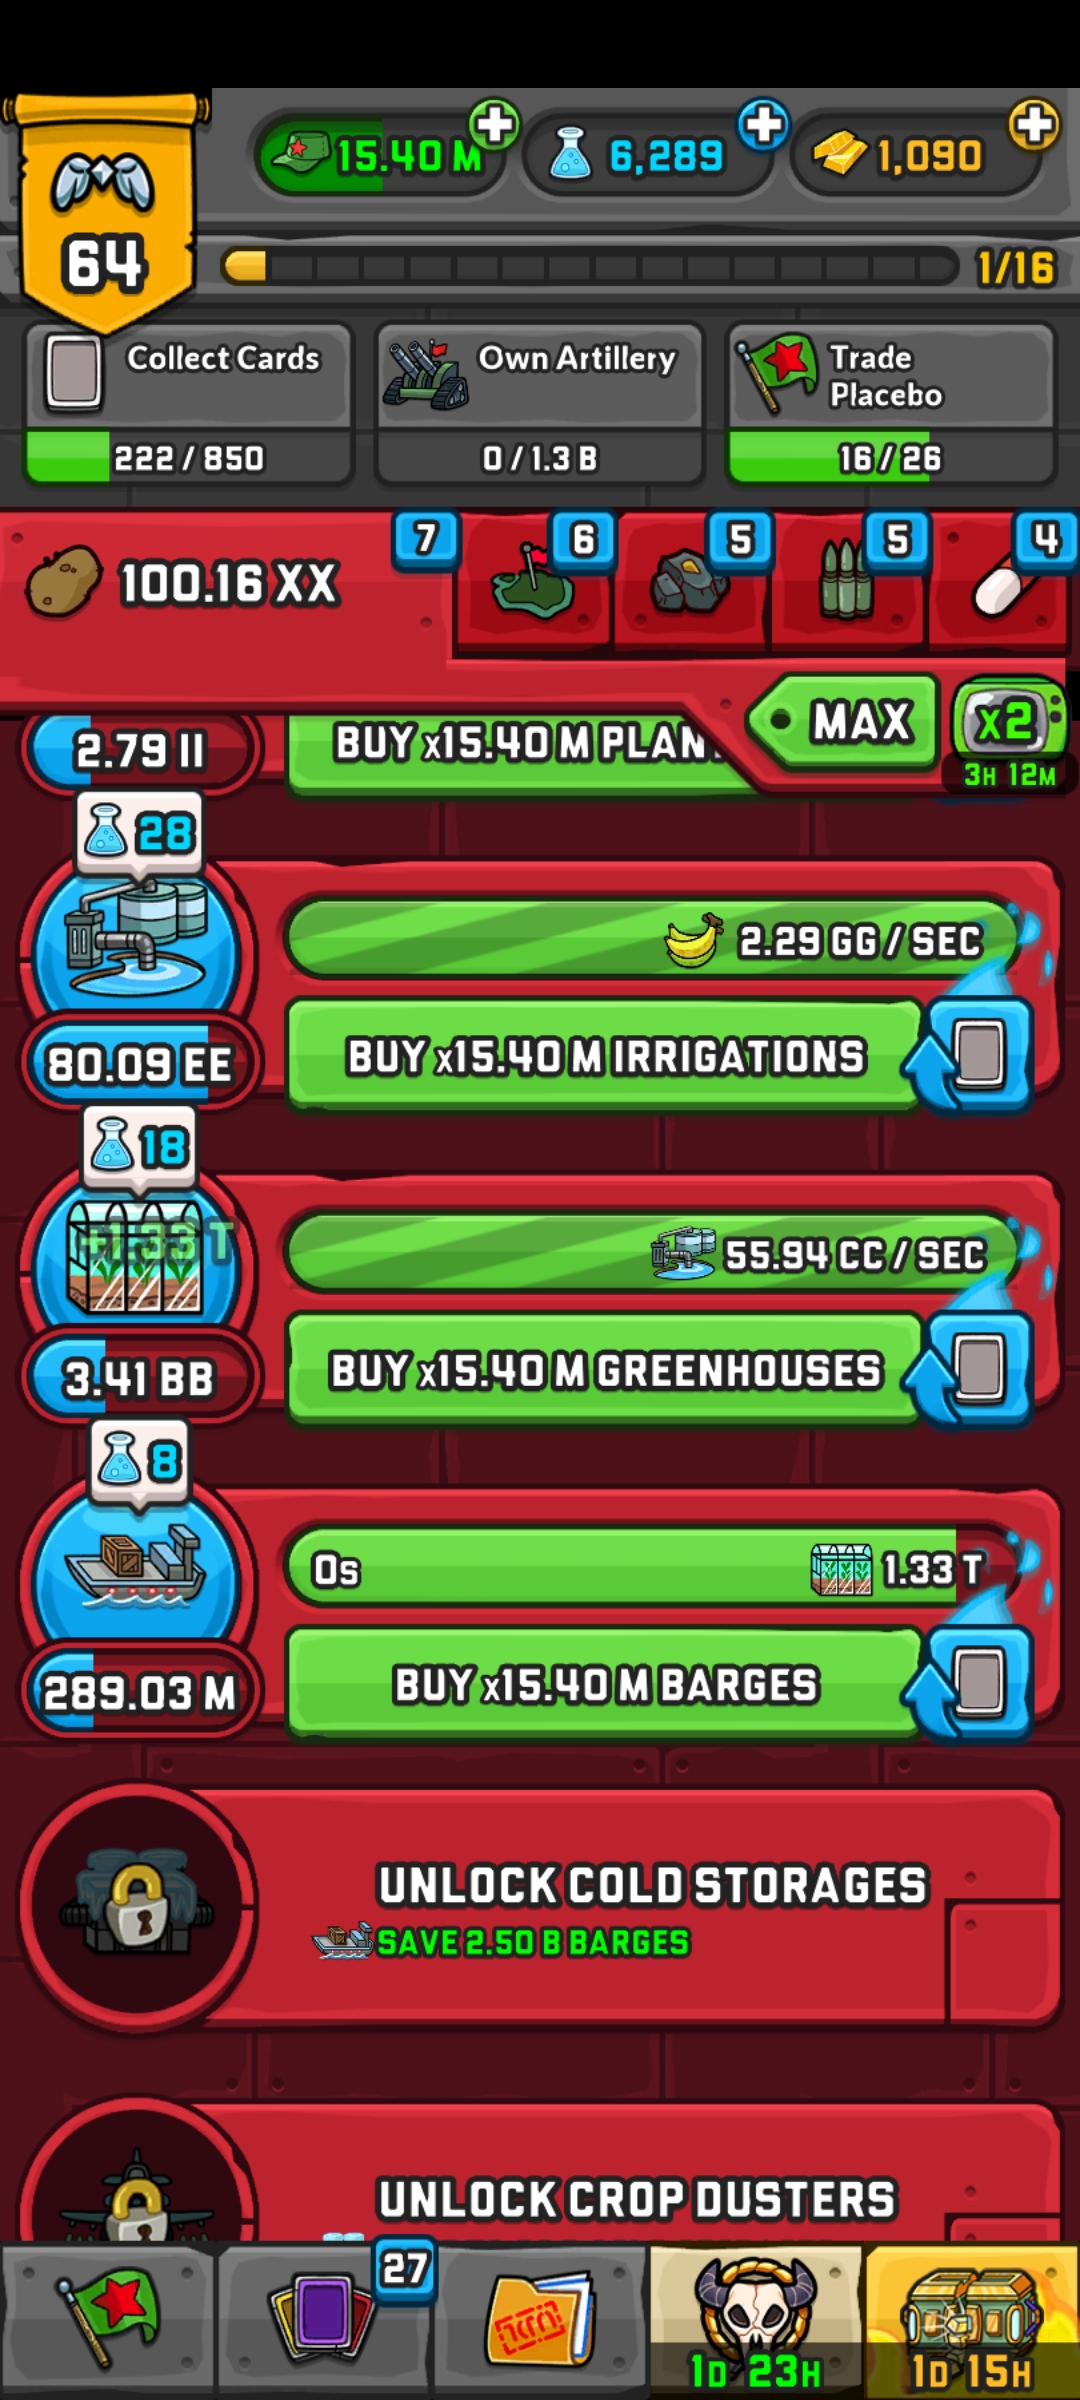 64
15.40 M
6,289
1,090
1/16
Collect Cards
222 / 850
Own Artillery
0 / 1.3 B
Trade
Placebo
16 / 26
100.16 XX
7
6
5
5
4
MAX
x2
3H 12M
2.79 II
BUY x15.40 M PLAN
28
2.29 GG / SEC
80.09 EE
BUY x15.40 M IRRIGATIONS
18
+1.33 T
55.94 CC / SEC
3.41 BB
BUY x15.40 M GREENHOUSES
8
0s
1.33 T
289.03 M
BUY x15.40 M BARGES
UNLOCK COLD STORAGES
SAVE 2.50 B BARGES
UNLOCK CROP DUSTERS
27
1D 23H
1D 15H